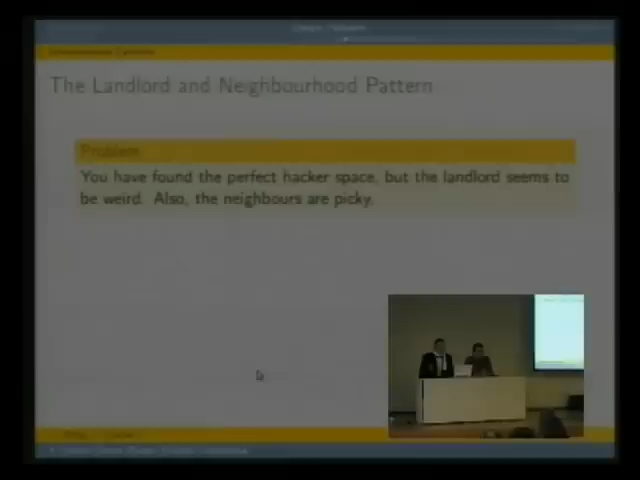 The Landlord and Neighbourhood Pattern
Problem
You have found the perfect hacker space, but the landlord seems to
be weird. Also, the neighbours are picky.